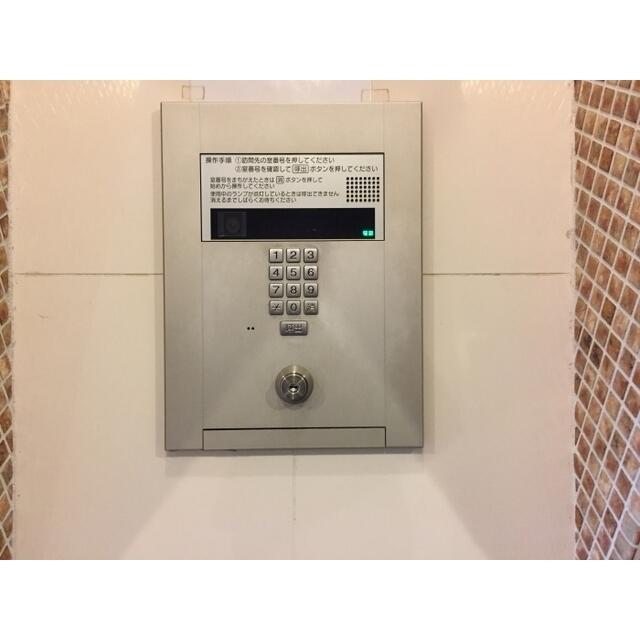 操作手順 ①訪問先の室番号を押してください
②室番号を確認して 呼出 ボタンを押してください
室番号をまちがえたときは 消 ボタンを押して
始めから操作してください
使用中のランプが点灯しているときは呼出できません
消えるまでしばらくお待ちください
1 2 3
4 5 6
7 8 9
0
呼出